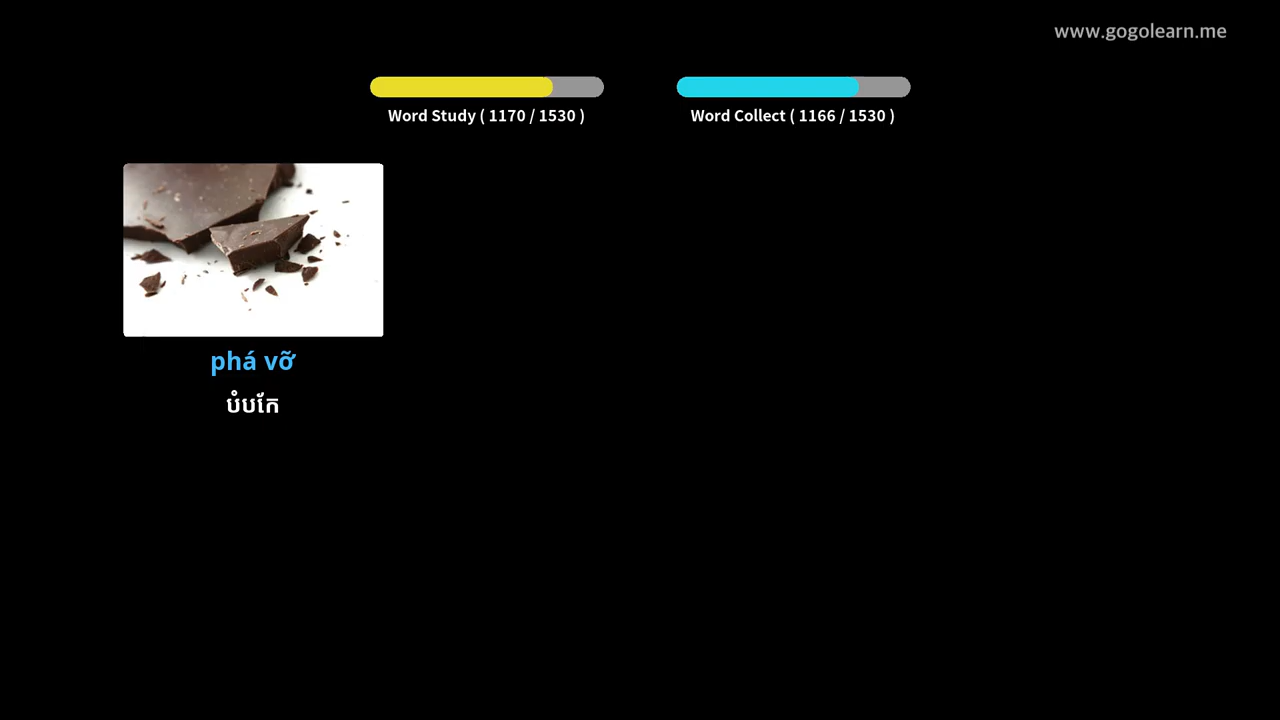 www.gogolearn.me
Word Study ( 1170 / 1530 )
Word Collect ( 1166 / 1530 )
phá vỡ
បំបកែ